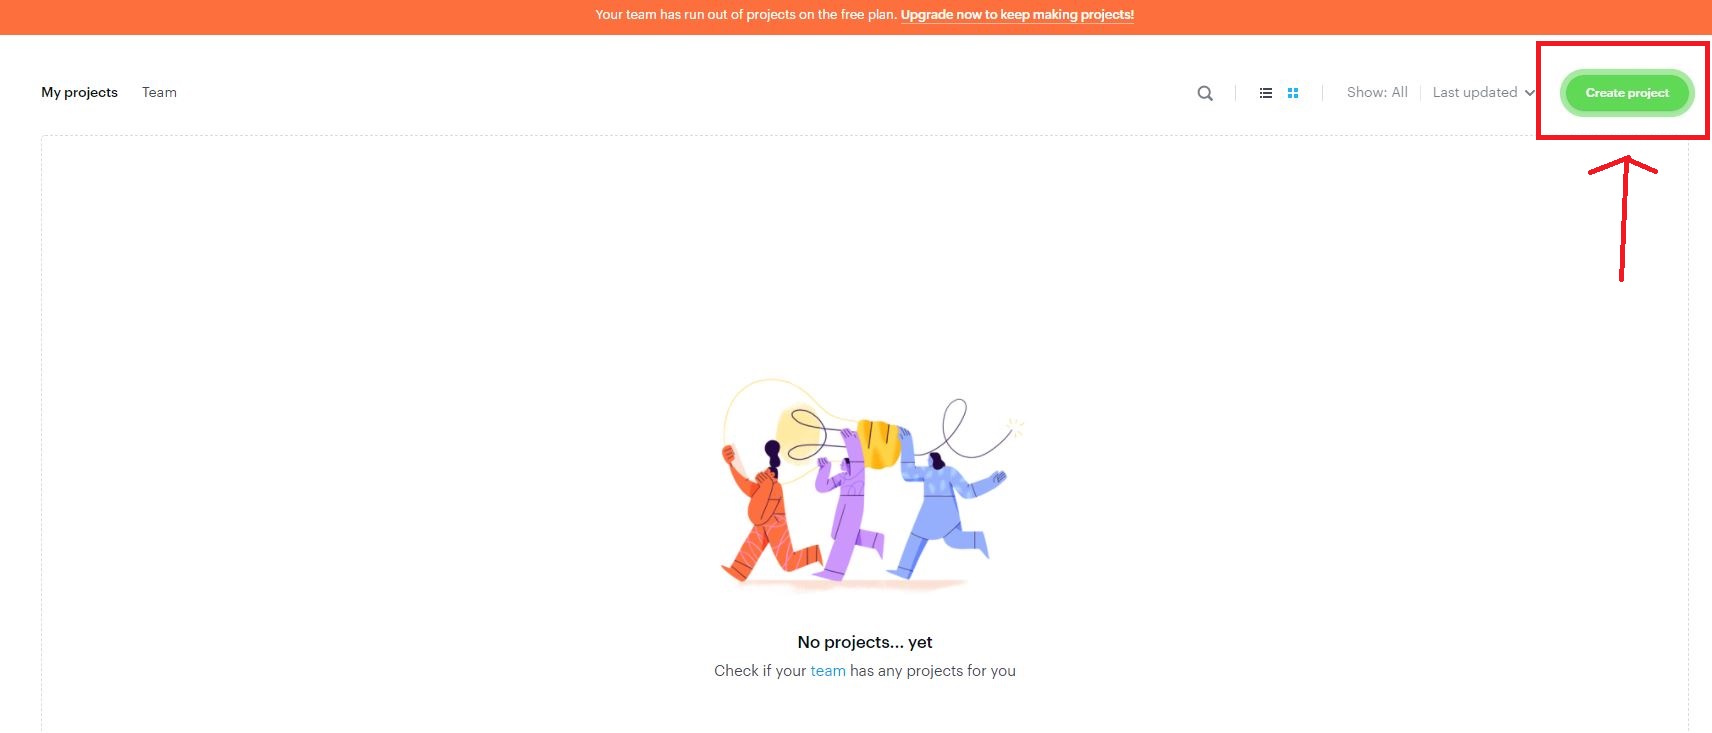 Your team has run out of projects on the free plan. Upgrade now to keep making projects!
My projects Team Show: All Last updated Create project
No projects... yet
Check if your team has any projects for you